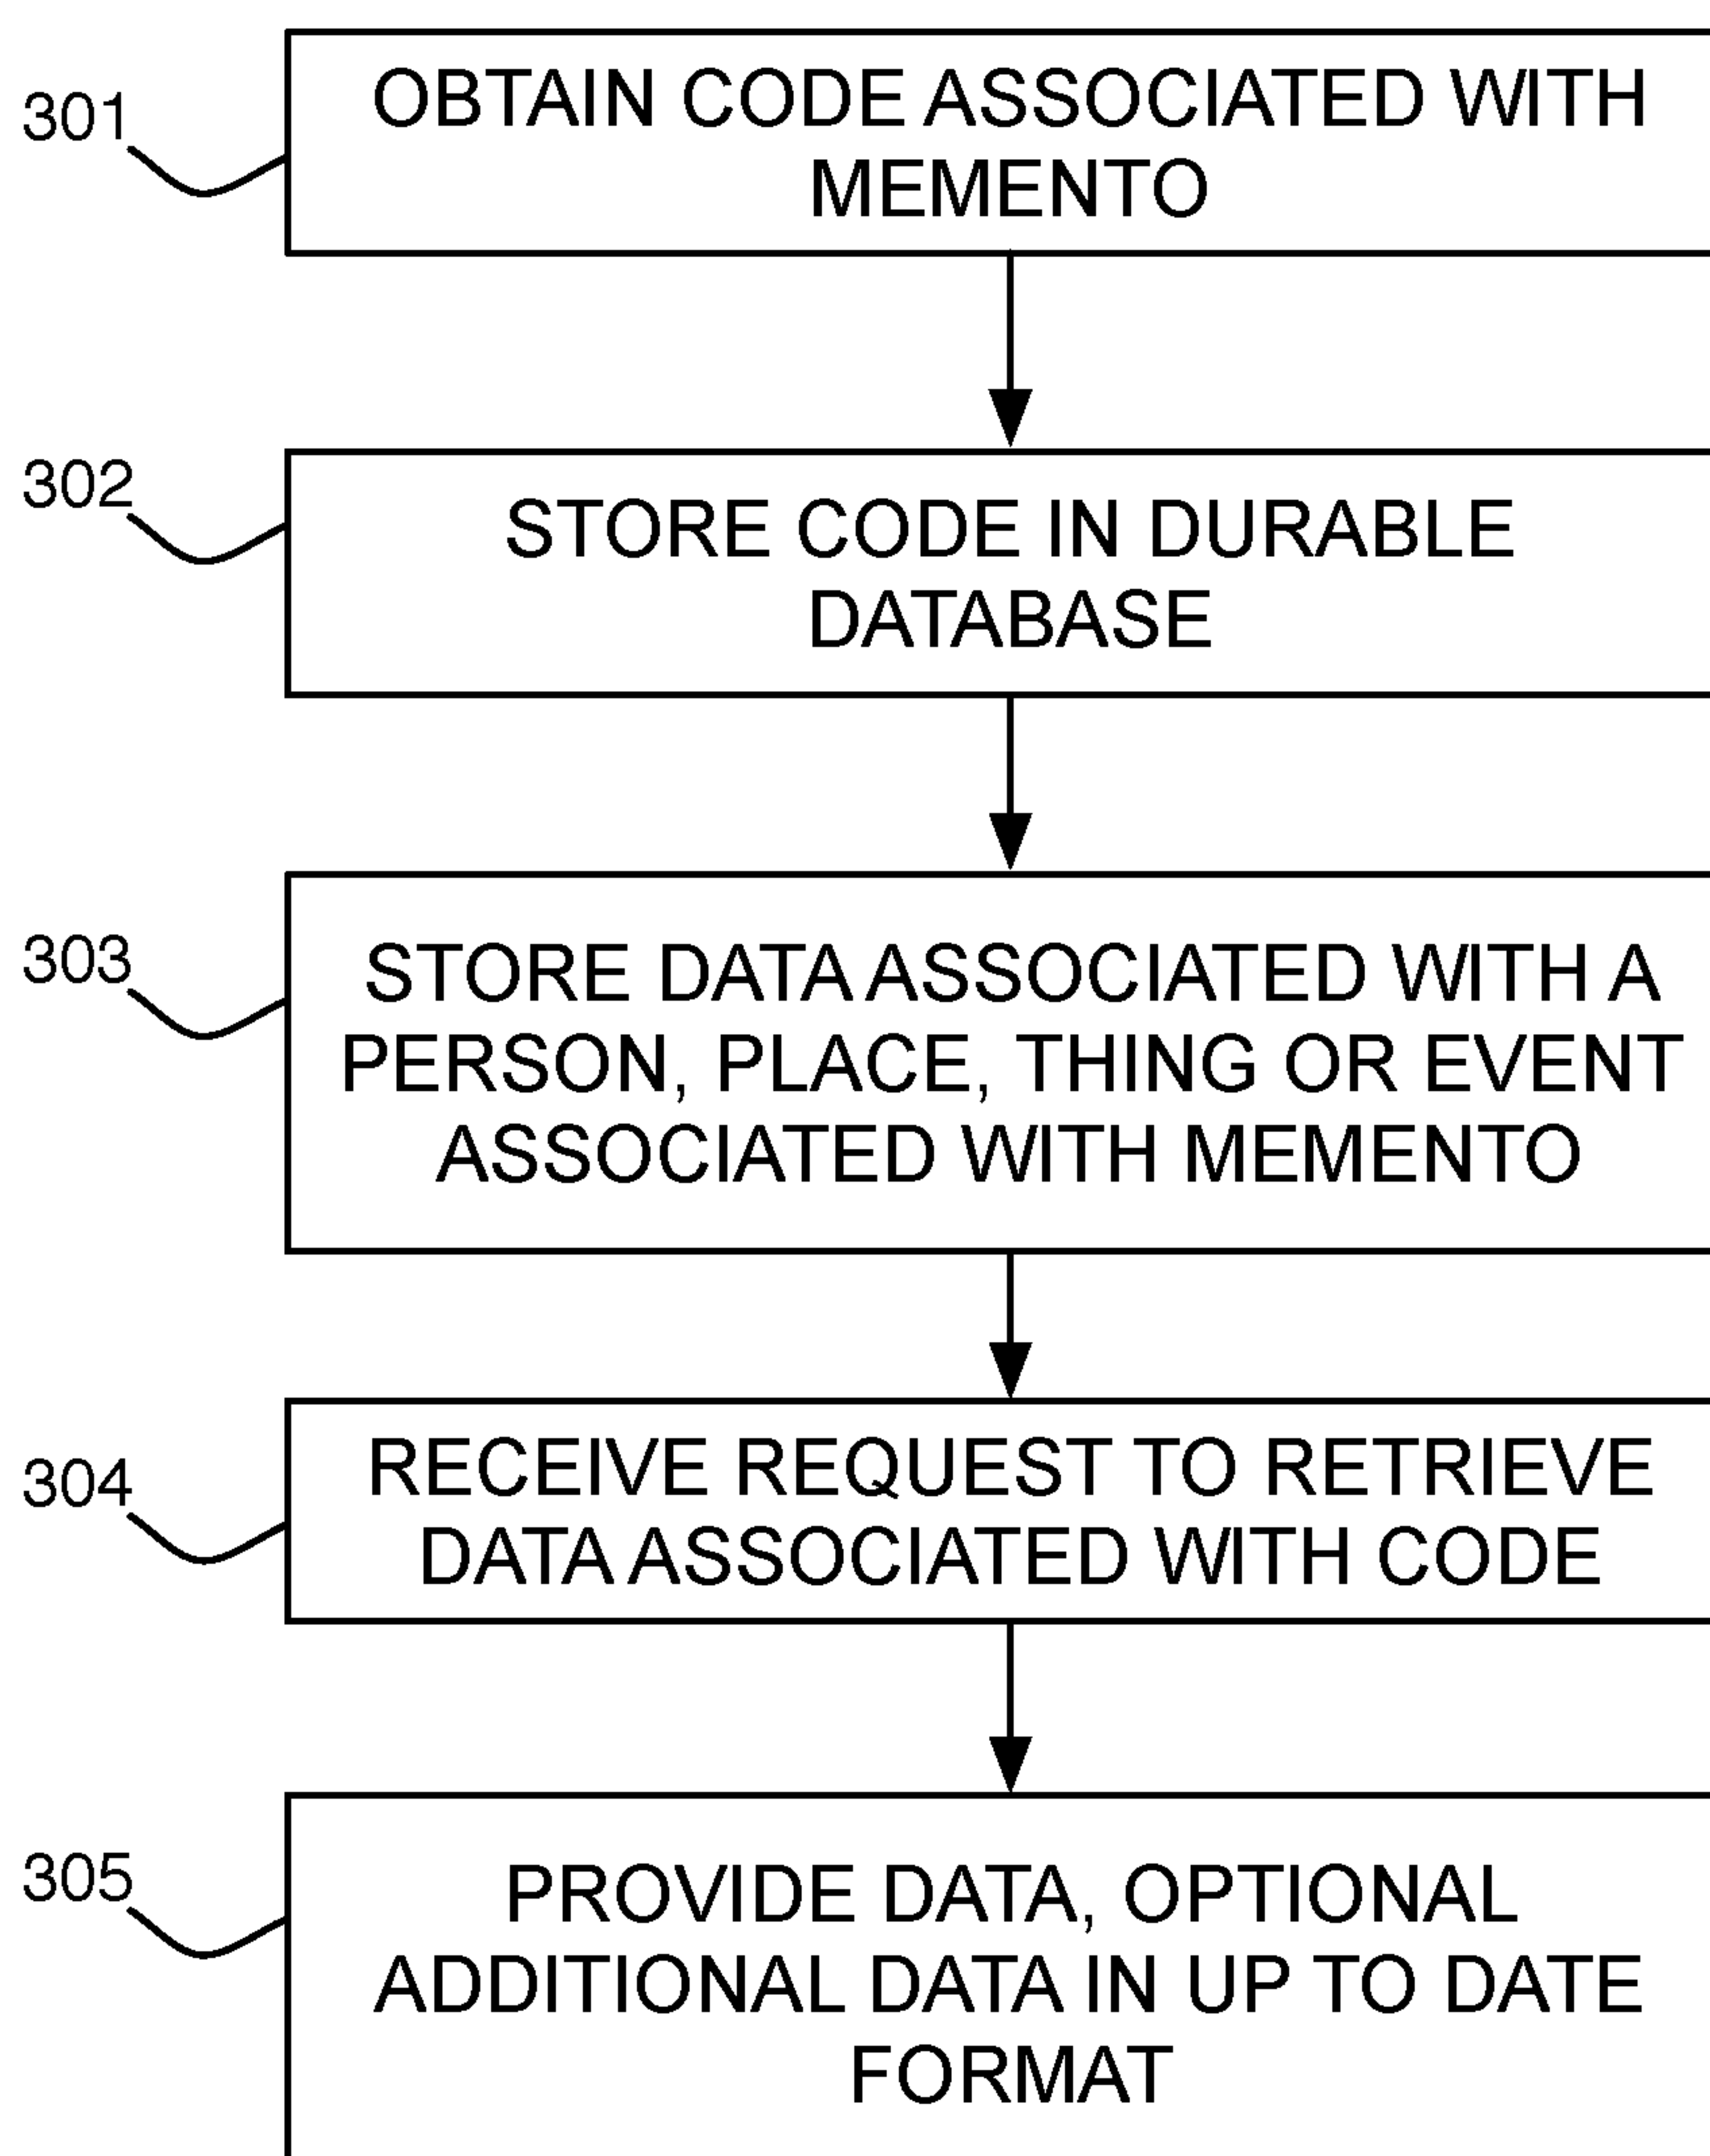 301
OBTAIN CODE ASSOCIATED WITH
MEMENTO
302
STORE CODE IN DURABLE
DATABASE
303
STORE DATA ASSOCIATED WITH A
PERSON, PLACE, THING OR EVENT
ASSOCIATED WITH MEMENTO
304
RECEIVE REQUEST TO RETRIEVE
DATA ASSOCIATED WITH CODE
305
PROVIDE DATA, OPTIONAL
ADDITIONAL DATA IN UP TO DATE
FORMAT